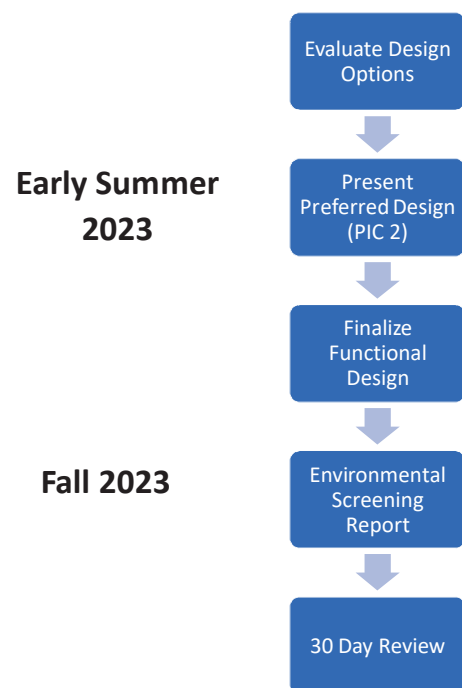 Evaluate Design
Options
Early Summer
2023
Present
Preferred Design
(PIC 2)
Finalize
Functional
Design
Fall 2023
Environmental
Screening
Report
30 Day Review